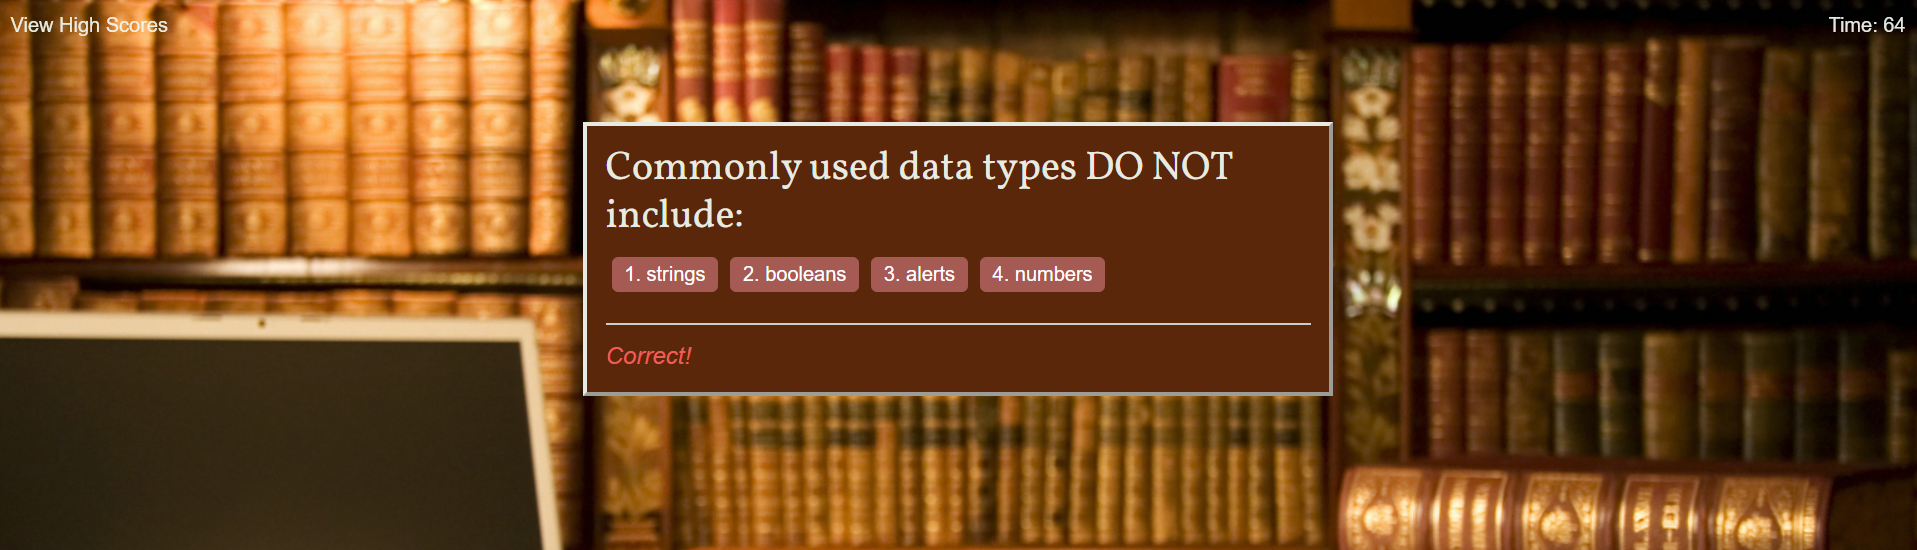 View High Scores
Time: 64
Commonly used data types DO NOT
include:
1. strings
2. booleans
3. alerts
4. numbers
Correct!